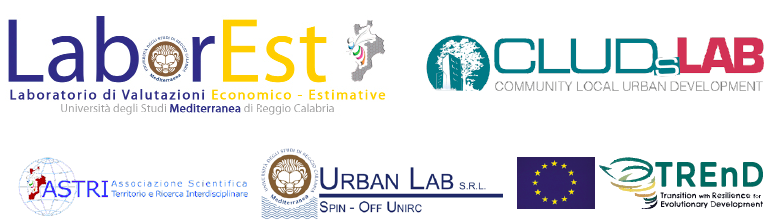 LaborEst
Laboratorio di Valutazioni Economico - Estimative
Università degli Studi Mediterranea di Reggio Calabria
CLUDsLAB
COMMUNITY LOCAL URBAN DEVELOPMENT
ASTRI Associazione Scientifica
Territorio e Ricerca Interdisciplinare
URBAN LAB S.R.L.
SPIN - OFF UNIRC
TREnD
Transition with Resilience for
Evolutionary Development